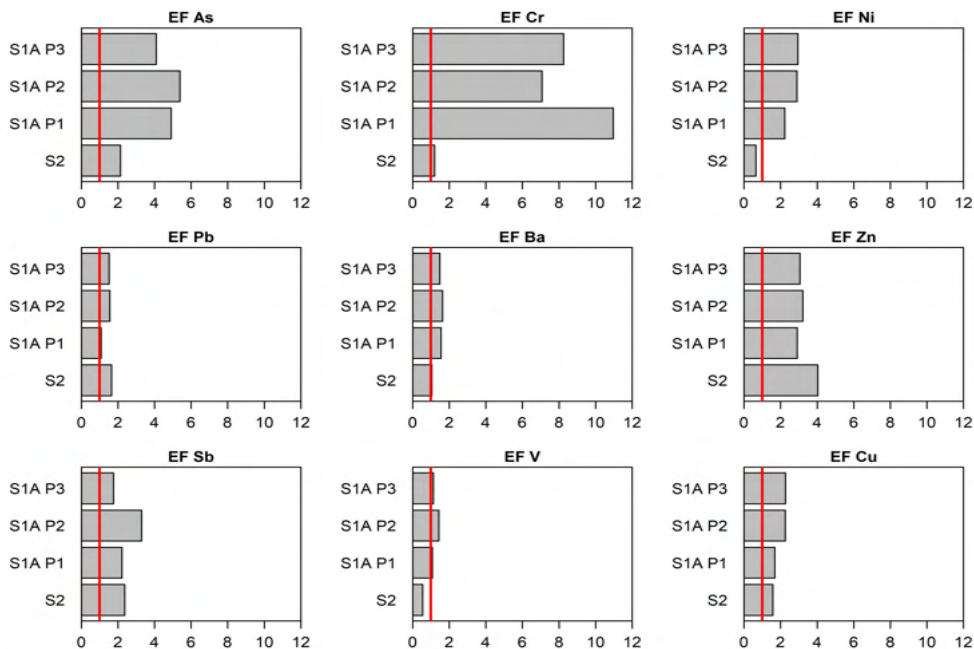 EF As
EF Cr
EF Ni
S1A P3
S1A P2
S1A P1
S2
0 2 4 6 8 10 12
S1A P3
S1A P2
S1A P1
S2
0 2 4 6 8 10 12
S1A P3
S1A P2
S1A P1
S2
0 2 4 6 8 10 12
EF Pb
EF Ba
EF Zn
S1A P3
S1A P2
S1A P1
S2
0 2 4 6 8 10 12
S1A P3
S1A P2
S1A P1
S2
0 2 4 6 8 10 12
S1A P3
S1A P2
S1A P1
S2
0 2 4 6 8 10 12
EF Sb
EF V
EF Cu
S1A P3
S1A P2
S1A P1
S2
0 2 4 6 8 10 12
S1A P3
S1A P2
S1A P1
S2
0 2 4 6 8 10 12
S1A P3
S1A P2
S1A P1
S2
0 2 4 6 8 10 12